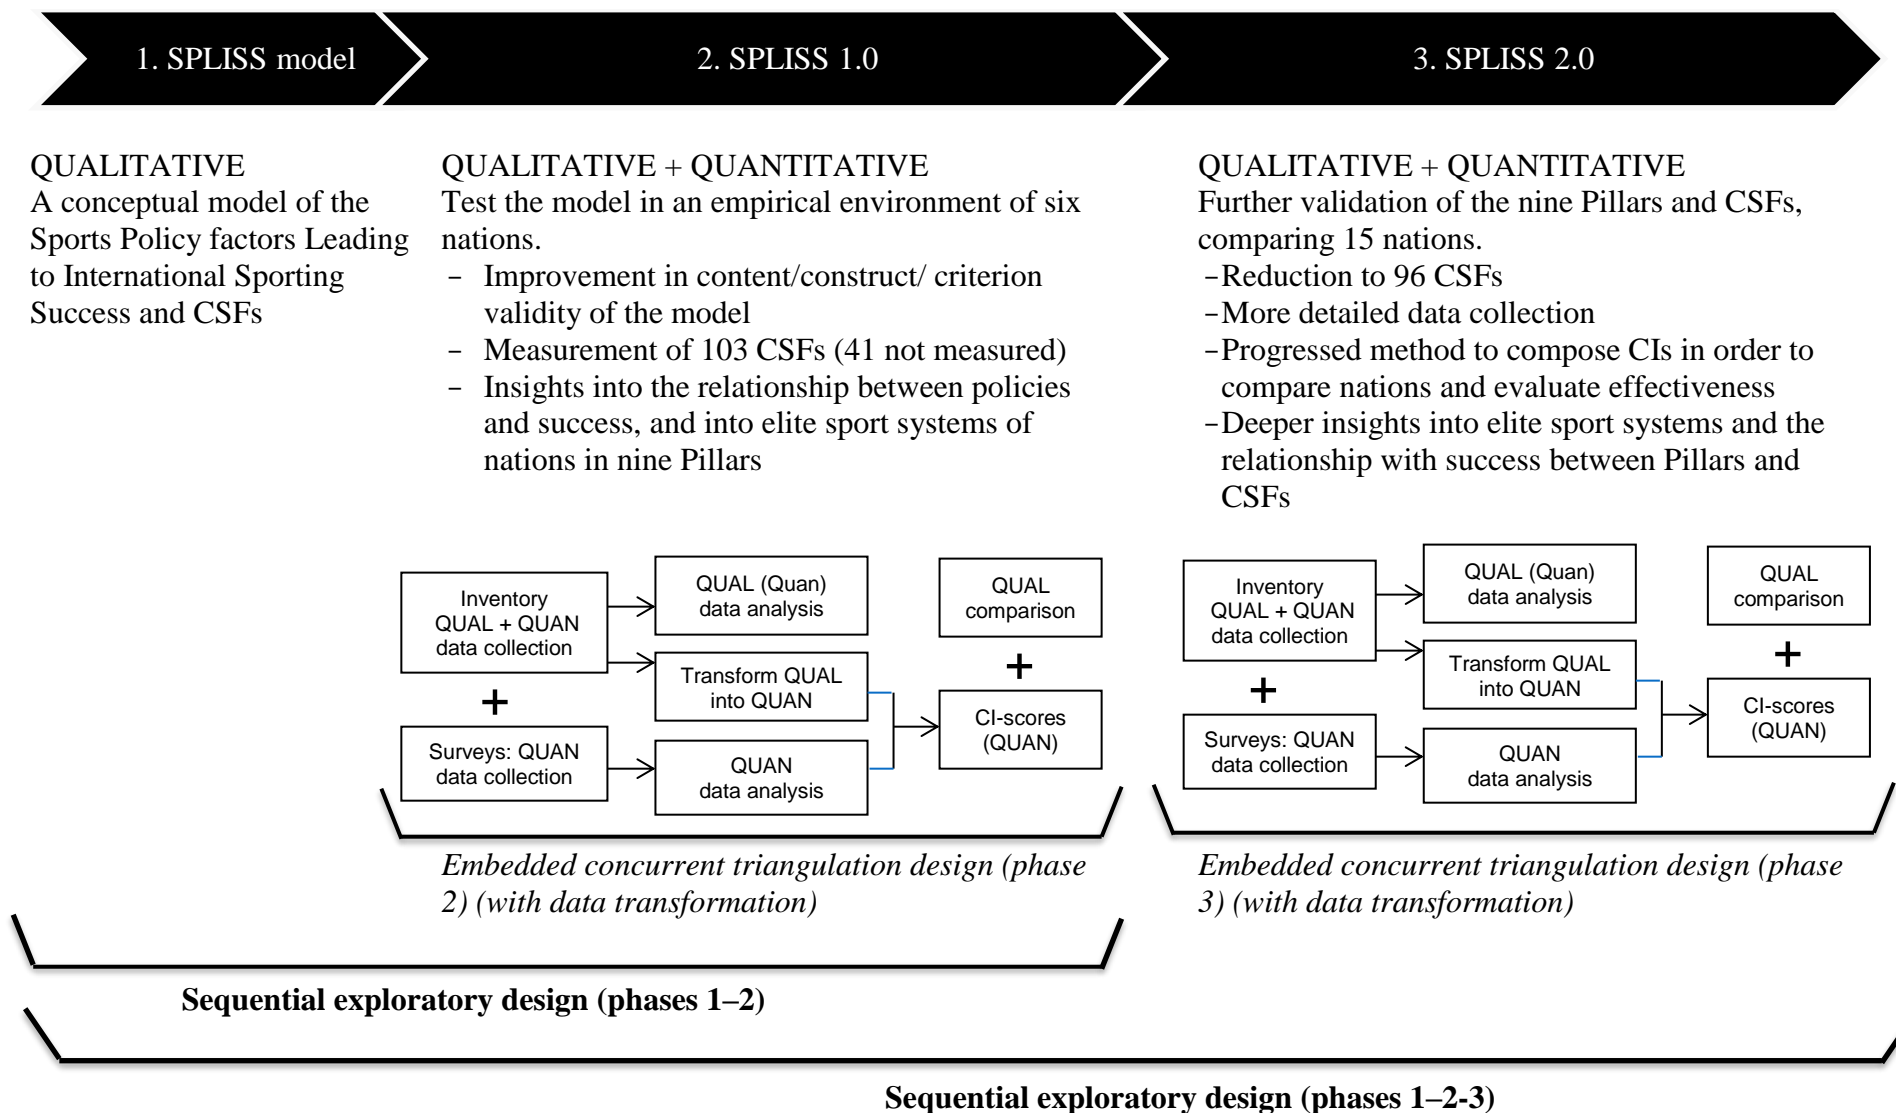 1. SPLISS model
2. SPLISS 1.0
3. SPLISS 2.0
QUALITATIVE
A conceptual model of the
Sports Policy factors Leading
to International Sporting
Success and CSFs
QUALITATIVE + QUANTITATIVE
Test the model in an empirical environment of six
nations.
- Improvement in content/construct/ criterion
validity of the model
- Measurement of 103 CSFs (41 not measured)
- Insights into the relationship between policies
and success, and into elite sport systems of
nations in nine Pillars
QUALITATIVE + QUANTITATIVE
Further validation of the nine Pillars and CSFs,
comparing 15 nations.
-Reduction to 96 CSFs
-More detailed data collection
-Progressed method to compose CIs in order to
compare nations and evaluate effectiveness
-Deeper insights into elite sport systems and the
relationship with success between Pillars and
CSFs
Inventory
QUAL + QUAN
data collection
+
Surveys: QUAN
data collection
QUAL (Quan)
data analysis
Transform QUAL
into QUAN
QUAN
data analysis
QUAL
comparison
+
CI-scores
(QUAN)
Inventory
QUAL + QUAN
data collection
+
Surveys: QUAN
data collection
QUAL (Quan)
data analysis
Transform QUAL
into QUAN
QUAN
data analysis
QUAL
comparison
+
CI-scores
(QUAN)
Embedded concurrent triangulation design (phase
2) (with data transformation)
Embedded concurrent triangulation design (phase
3) (with data transformation)
Sequential exploratory design (phases 1–2)
Sequential exploratory design (phases 1–2-3)